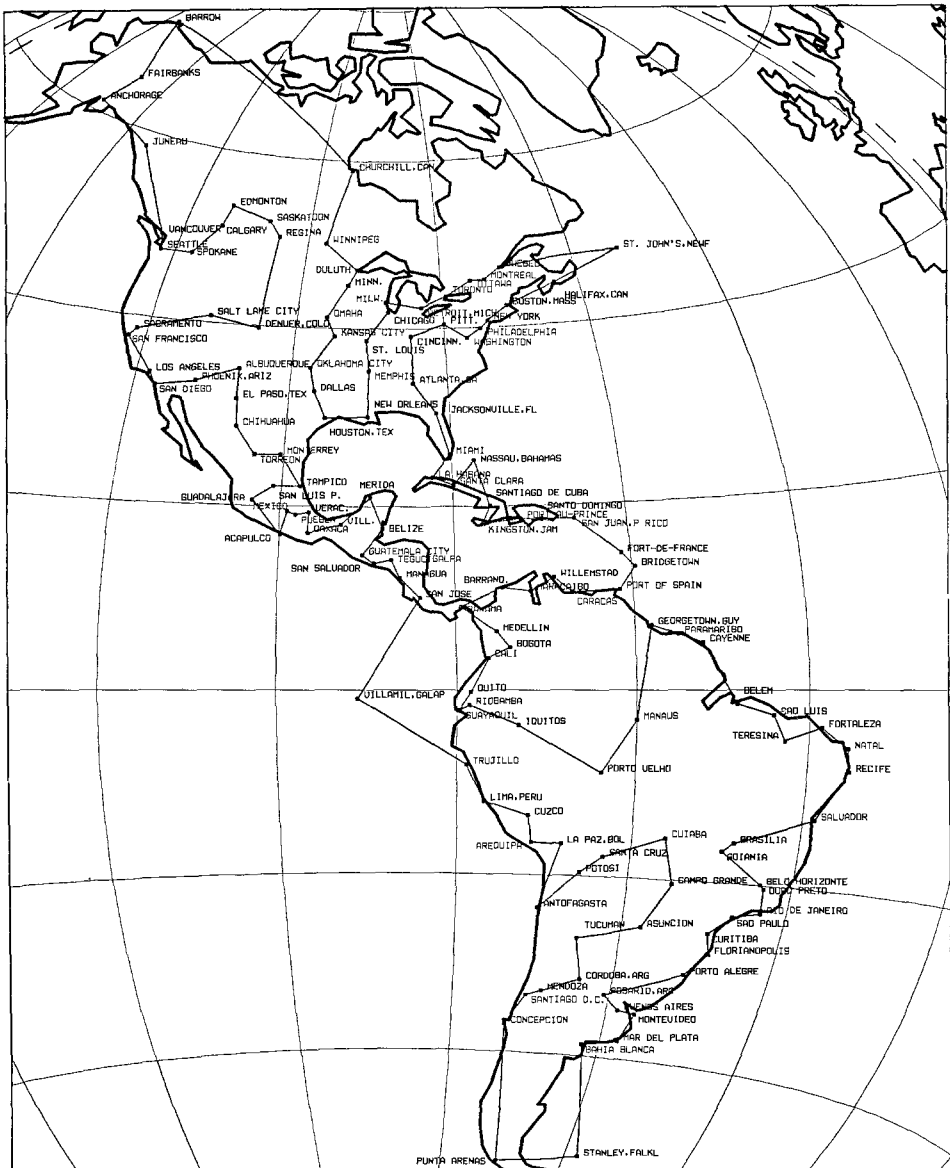 BARROW
FAIRBANKS
ANCHORAGE
JUNEAU
CHURCHILL,CAN
EDMONTON
SASKATOON
VANCOUVER
CALGARY
REGINA
SEATTLE
SPOKANE
WINNIPEG
ST. JOHN'S,NEWF
QUEBEC
DULUTH
MONTREAL
OTTAWA
MINN.
TORONTO
HALIFAX,CAN
MILW.
BOSTON,MASS
SALT LAKE CITY
OMAHA
DETROIT,MICH
NEW YORK
CHICAGO
PITT.
SACRAMENTO
DENVER,COLO
KANSAS CITY
PHILADELPHIA
SAN FRANCISCO
CINCINN.
WASHINGTON
ST. LOUIS
LOS ANGELES
ALBUQUERQUE
OKLAHOMA CITY
PHOENIX,ARIZ
MEMPHIS
SAN DIEGO
ATLANTA,GA
EL PASO,TEX
DALLAS
NEW ORLEANS
JACKSONVILLE,FL
CHIHUAHUA
HOUSTON,TEX
MONTERREY
MIAMI
TORREON
NASSAU,BAHAMAS
LA HABANA
SANTA CLARA
TAMPICO
MERIDA
GUADALAJARA
SAN LUIS P.
SANTIAGO DE CUBA
MEXICO
VERAC.
SANTO DOMINGO
PORT-AU-PRINCE
PUEBLA
VILL.
SAN JUAN,P RICO
OAXACA
BELIZE
KINGSTON,JAM
ACAPULCO
GUATEMALA CITY
FORT-DE-FRANCE
SAN SALVADOR
TEGUCIGALPA
BRIDGETOWN
MANAGUA
BARRANQ.
WILLEMSTAD
MARACAIBO
PORT OF SPAIN
SAN JOSE
CARACAS
PANAMA
GEORGETOWN,GUY
MEDELLIN
PARAMARIBO
CAYENNE
BOGOTA
CALI
QUITO
VILLAMIL,GALAP
BELEM
RIOBAMBA
GUAYAQUIL
SAO LUIS
IQUITOS
MANAUS
FORTALEZA
TERESINA
NATAL
TRUJILLO
PORTO VELHO
RECIFE
LIMA,PERU
CUZCO
SALVADOR
AREQUIPA
LA PAZ,BOL
CUIABA
BRASILIA
SANTA CRUZ
GOIANIA
POTOSI
CAMPO GRANDE
BELO HORIZONTE
OURO PRETO
ANTOFAGASTA
RIO DE JANEIRO
TUCUMAN
ASUNCION
SAO PAULO
CURITIBA
FLORIANOPOLIS
CORDOBA,ARG
PORTO ALEGRE
MENDOZA
ROSARIO,ARG
SANTIAGO D.C.
BUENOS AIRES
CONCEPCION
MONTEVIDEO
MAR DEL PLATA
BAHIA BLANCA
STANLEY,FALKL
PUNTA ARENAS